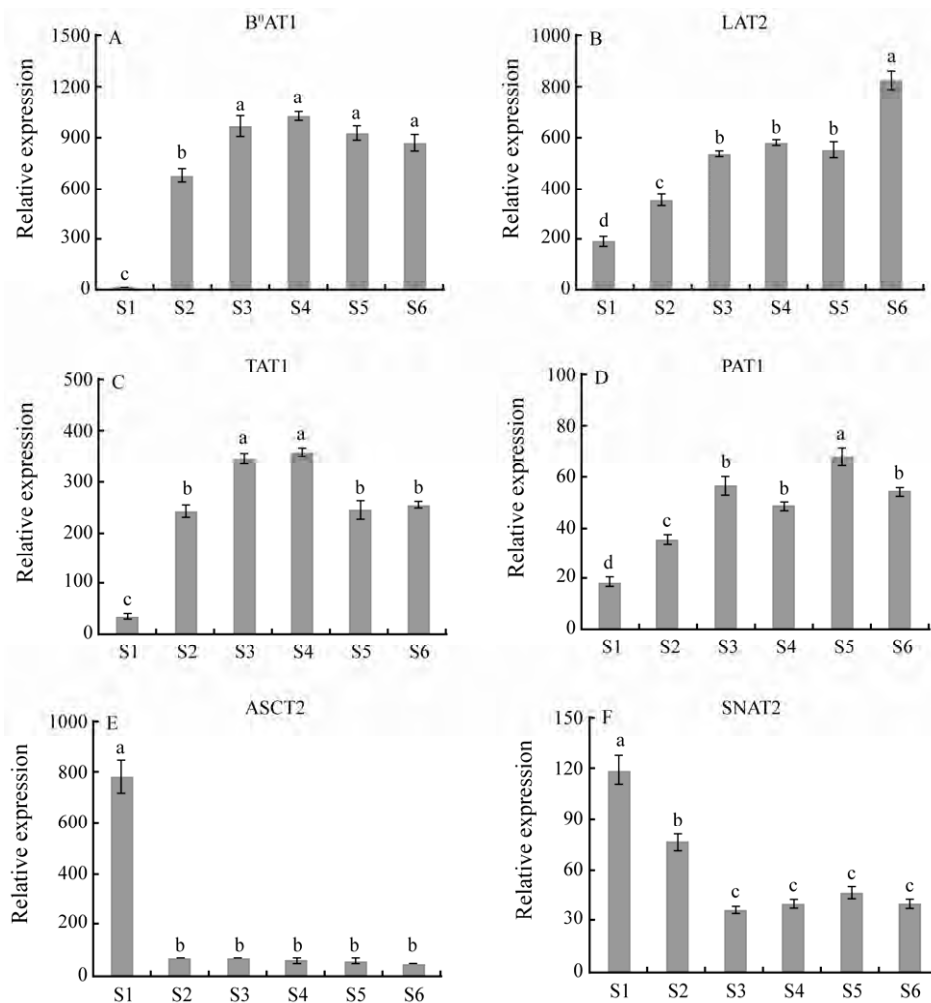 B⁰AT1
A
Relative expression
1500
1200
900
600
300
0
c
b
a
a
a
a
S1 S2 S3 S4 S5 S6
LAT2
B
Relative expression
1000
800
600
400
200
0
d
c
b
b
b
a
S1 S2 S3 S4 S5 S6
TAT1
C
Relative expression
500
400
300
200
100
0
c
b
a
a
b
b
S1 S2 S3 S4 S5 S6
PAT1
D
Relative expression
100
80
60
40
20
0
d
c
b
b
a
b
S1 S2 S3 S4 S5 S6
ASCT2
E
Relative expression
1000
800
600
400
200
0
a
b
b
b
b
b
S1 S2 S3 S4 S5 S6
SNAT2
F
Relative expression
150
120
90
60
30
0
a
b
c
c
c
c
S1 S2 S3 S4 S5 S6